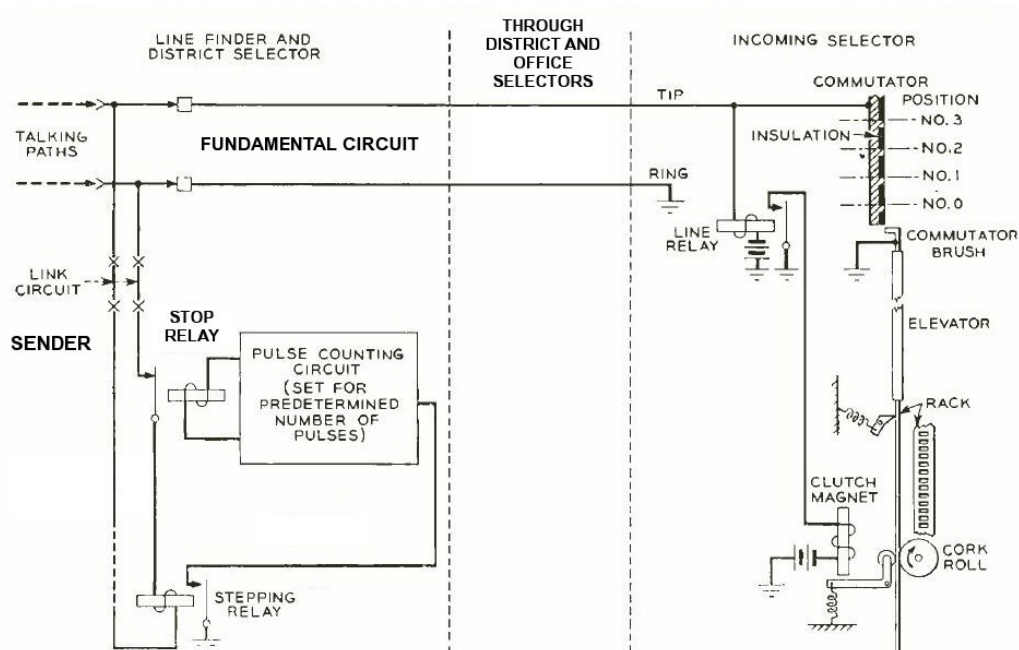 LINE FINDER AND
DISTRICT SELECTOR
THROUGH
DISTRICT AND
OFFICE
SELECTORS
INCOMING SELECTOR
COMMUTATOR
POSITION
NO. 3
NO. 2
NO. 1
NO. 0
INSULATION
TIP
TALKING
PATHS
FUNDAMENTAL CIRCUIT
RING
LINE
RELAY
COMMUTATOR
BRUSH
LINK
CIRCUIT
ELEVATOR
SENDER
STOP
RELAY
PULSE COUNTING
CIRCUIT
(SET FOR
PREDETERMINED
NUMBER OF
PULSES)
RACK
CLUTCH
MAGNET
CORK
ROLL
STEPPING
RELAY